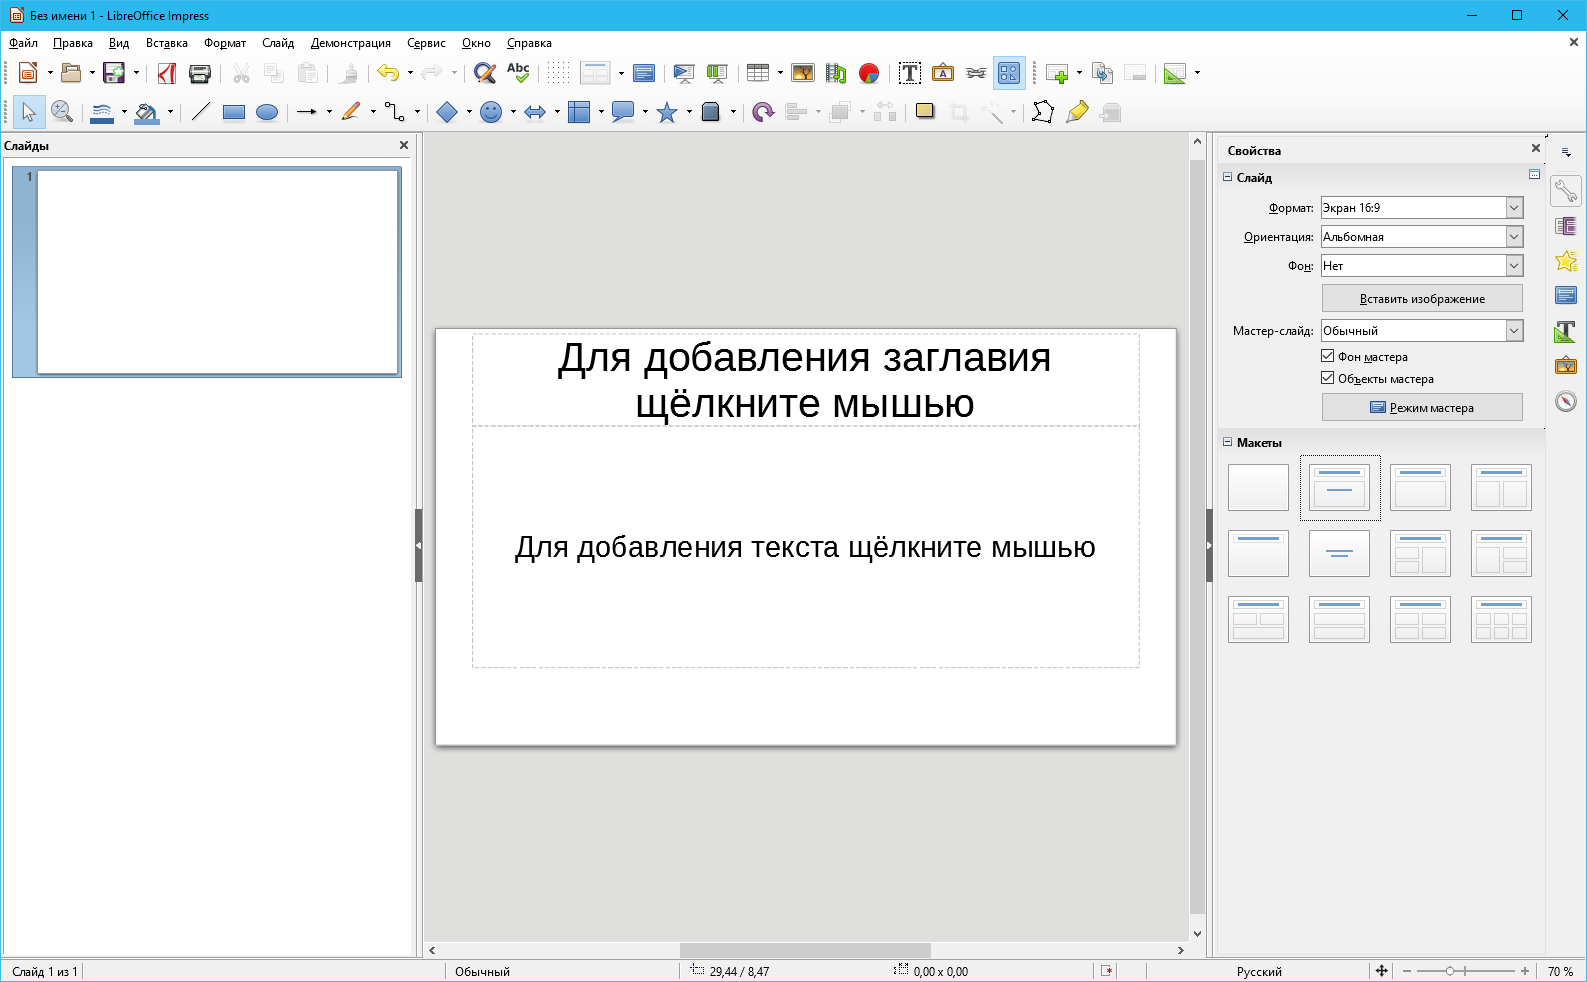 Без имени 1 - LibreOffice Impress
Файл Правка Вид Вставка Формат Слайд Демонстрация Сервис Окно Справка
Abc
T
A
Слайды
1
Для добавления заглавия
щёлкните мышью
Для добавления текста щёлкните мышью
Свойства
Слайд
Формат: Экран 16:9
Ориентация: Альбомная
Фон: Нет
Вставить изображение
Мастер-слайд: Обычный
Фон мастера
Объекты мастера
Режим мастера
Макеты
Слайд 1 из 1 Обычный 29,44 / 8,47 0,00 x 0,00 Русский 70 %